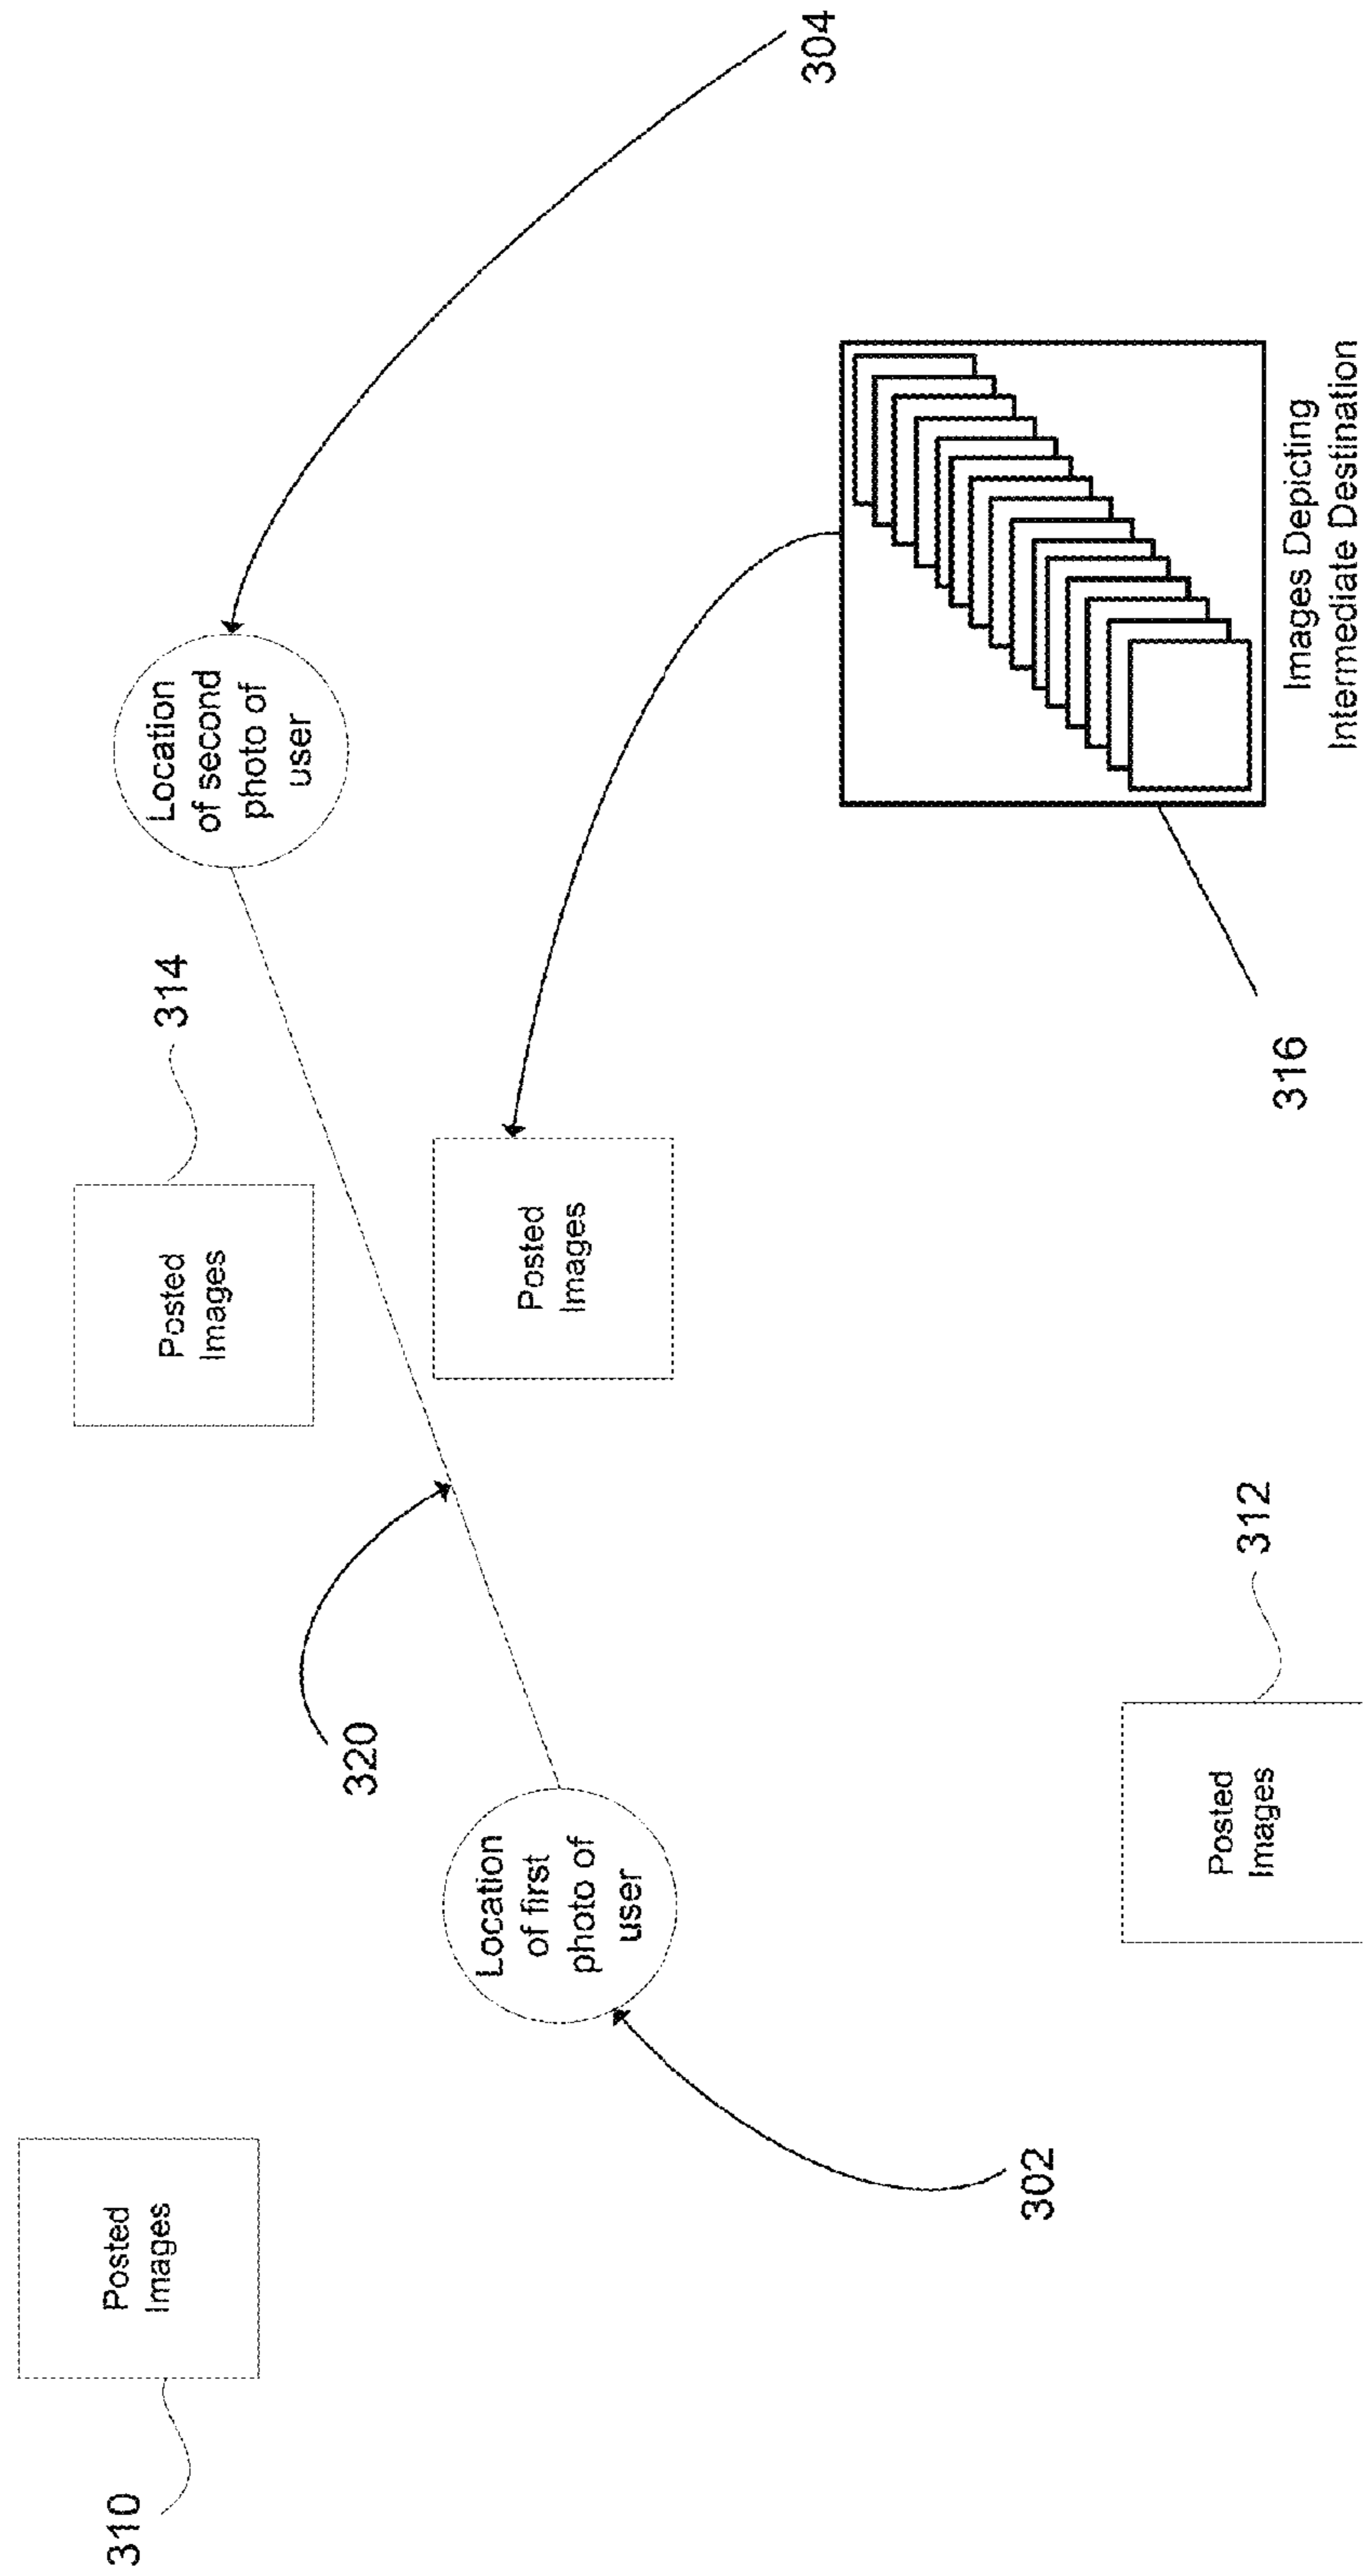 310
Posted
Images
314
Posted
Images
Location
of second
photo of
user
320
Location
of first
photo of
user
Posted
Images
304
302
Posted
Images
312
316
Images Depicting
Intermediate Destination